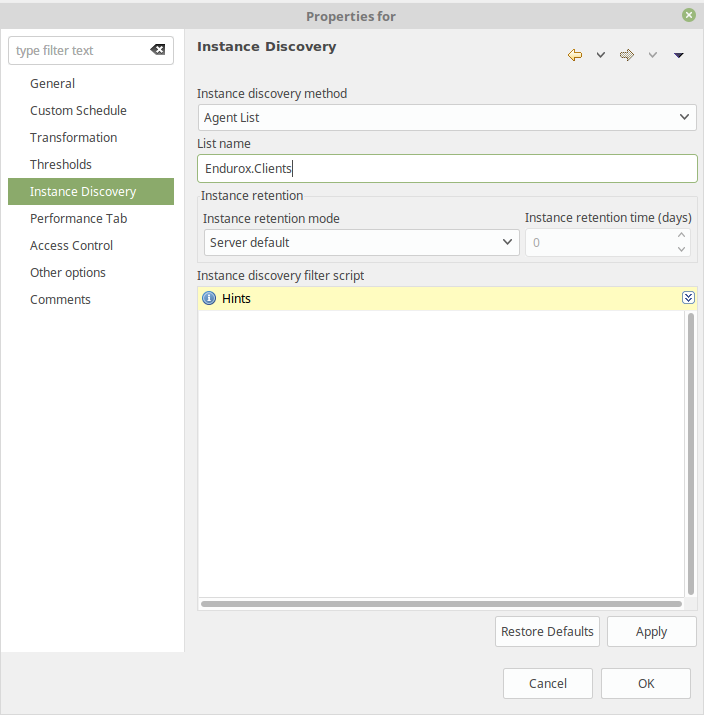 Properties for
type filter text
General
Custom Schedule
Transformation
Thresholds
Instance Discovery
Performance Tab
Access Control
Other options
Comments
Instance Discovery
Instance discovery method
Agent List
List name
Endurox.Clients
Instance retention
Instance retention mode
Instance retention time (days)
Server default
0
Instance discovery filter script
Hints
Restore Defaults
Apply
Cancel
OK